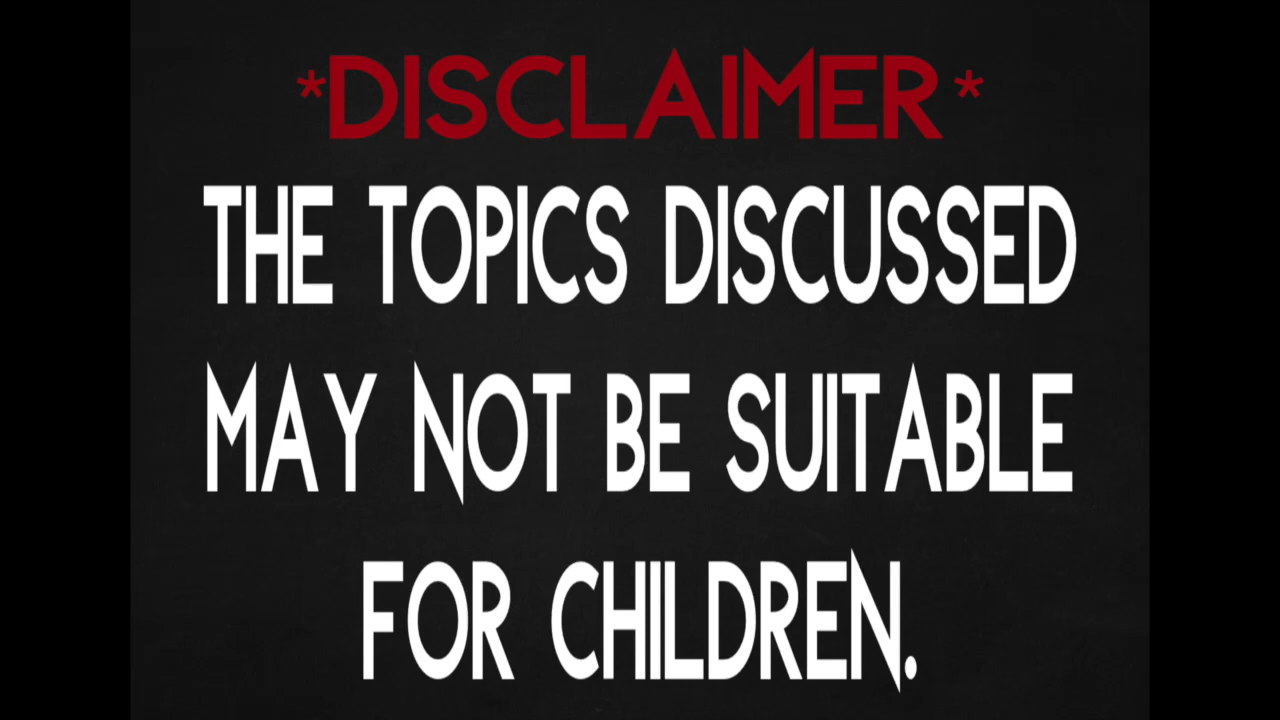 *DISCLAIMER*
THE TOPICS DISCUSSED
MAY NOT BE SUITABLE
FOR CHILDREN.